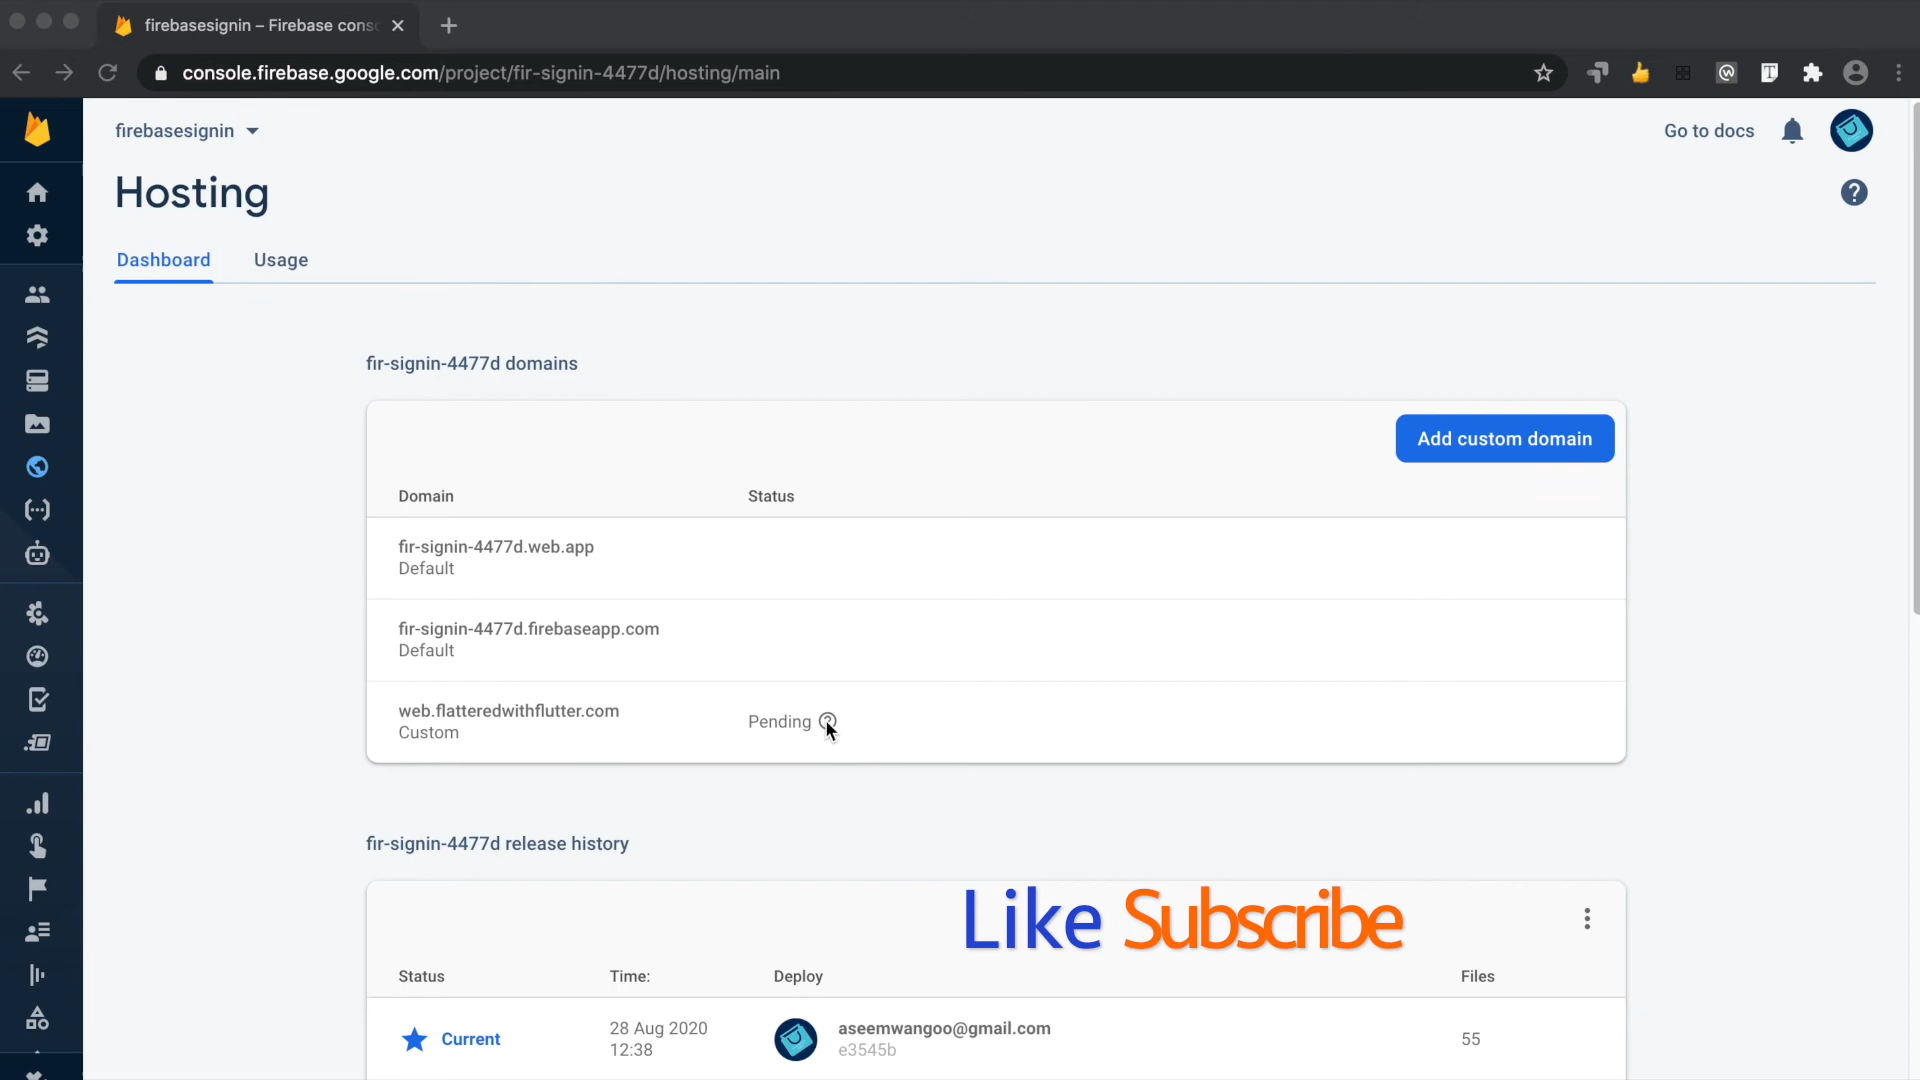 firebasesignin – Firebase cons
console.firebase.google.com/project/fir-signin-4477d/hosting/main
firebasesignin
Go to docs
Hosting
Dashboard
Usage
fir-signin-4477d domains
Add custom domain
Domain
Status
fir-signin-4477d.web.app
Default
fir-signin-4477d.firebaseapp.com
Default
web.flatteredwithflutter.com
Custom
Pending
fir-signin-4477d release history
Like Subscribe
Status
Time:
Deploy
Files
Current
28 Aug 2020
12:38
aseemwangoo@gmail.com
e3545b
55